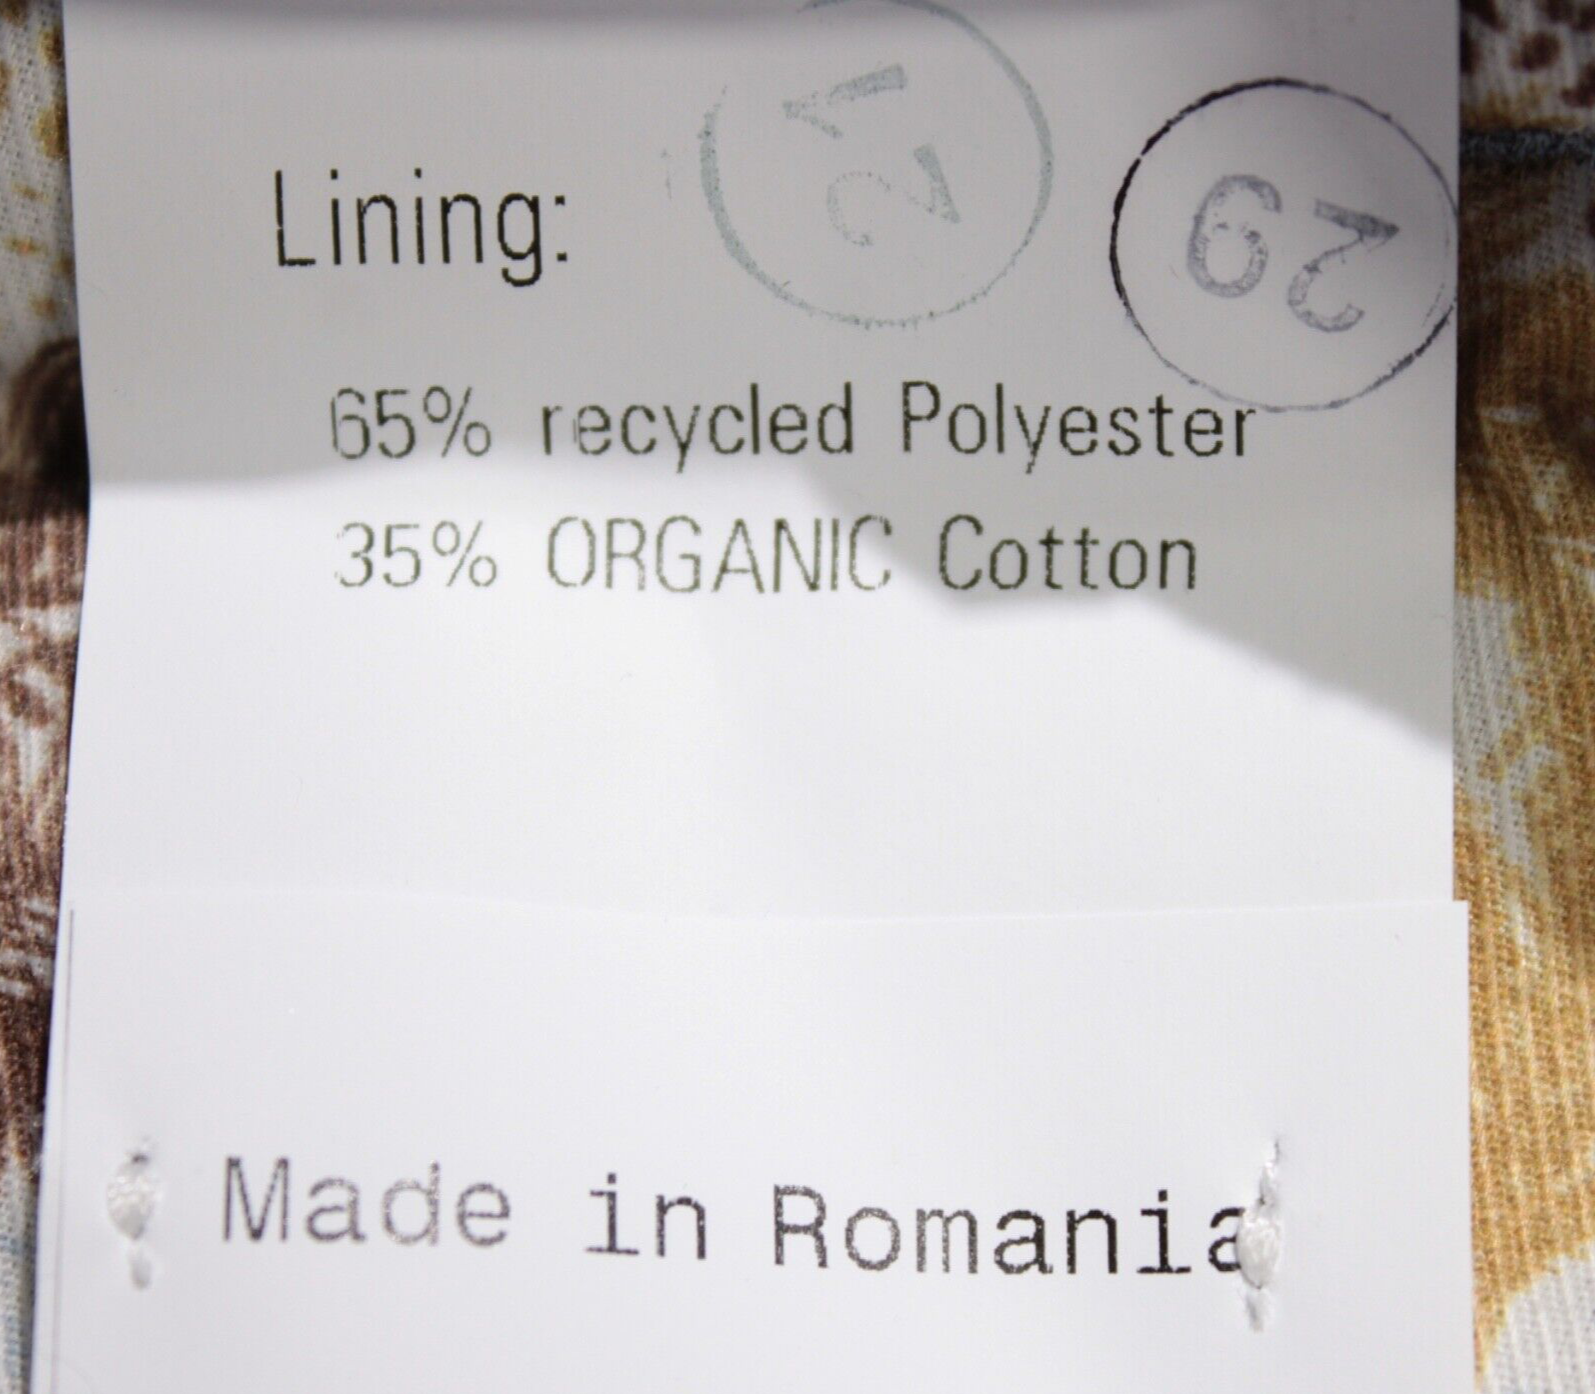 Lining:
65% recycled Polyester
35% ORGANIC Cotton
Made in Romania